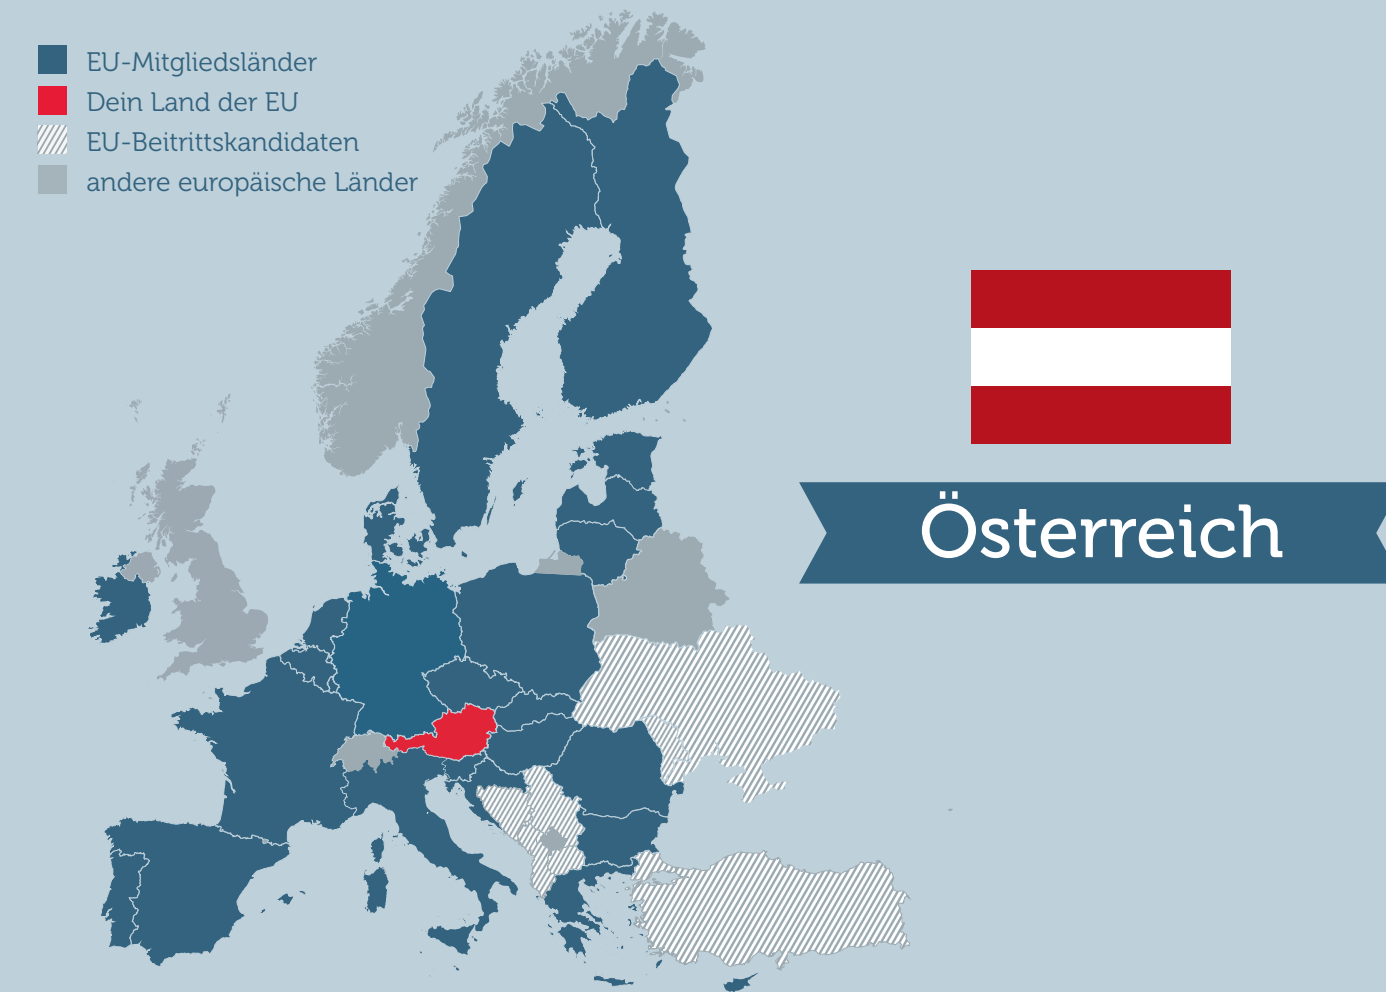 EU-Mitgliedsländer
Dein Land der EU
EU-Beitrittskandidaten
andere europäische Länder
Österreich